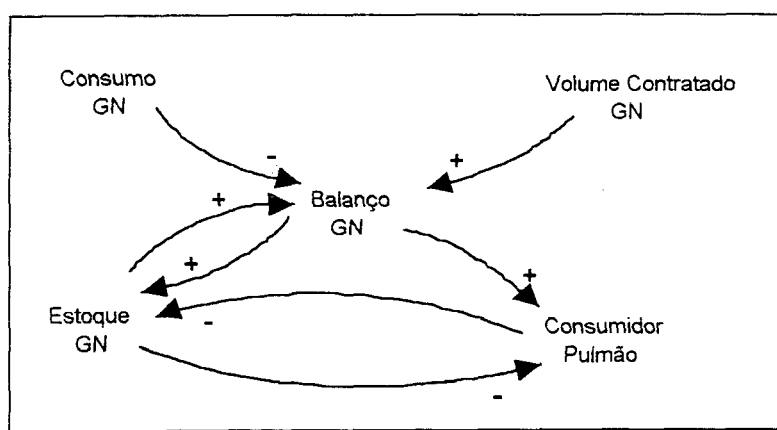 Consumo
GN
Volume Contratado
GN
-
+
+
Balanço
GN
+
+
Estoque
GN
-
Consumidor
Pulmão
-